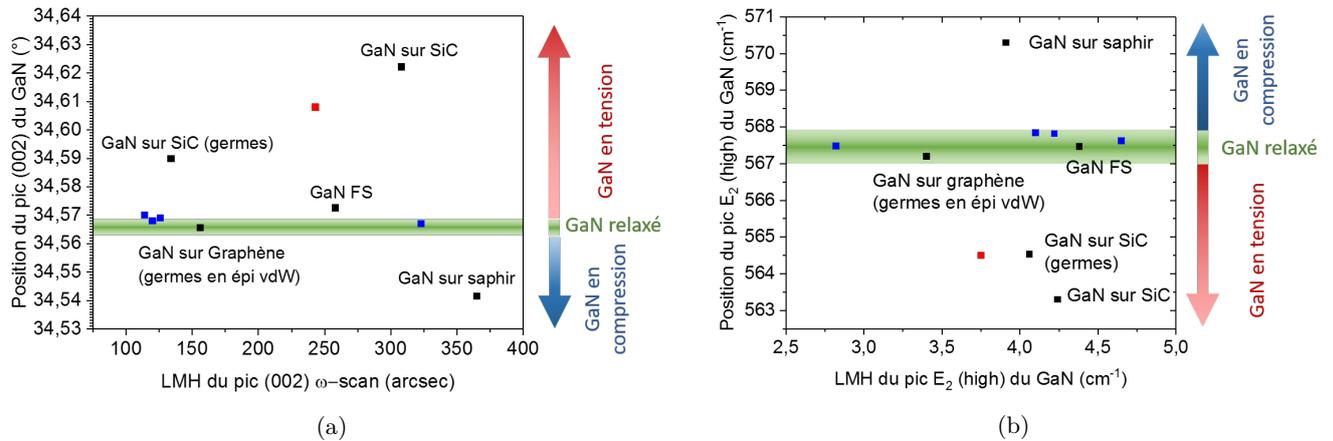 34,64
34,63
34,62
34,61
34,60
34,59
34,58
34,57
34,56
34,55
34,54
34,53
Position du pic (002) du GaN (°)
GaN sur SiC
GaN sur SiC (germes)
GaN FS
GaN sur Graphène
(germes en épi vdW)
GaN sur saphir
100 150 200 250 300 350 400
LMH du pic (002) ω−scan (arcsec)
GaN en tension
GaN relaxé
GaN en
compression
(a)
571
570
569
568
567
566
565
564
563
Position du pic E2 (high) du GaN (cm-1)
GaN sur saphir
GaN FS
GaN sur graphène
(germes en épi vdW)
GaN sur SiC
(germes)
GaN sur SiC
2,5 3,0 3,5 4,0 4,5 5,0
LMH du pic E2 (high) du GaN (cm-1)
GaN en
compression
GaN relaxé
GaN en tension
(b)